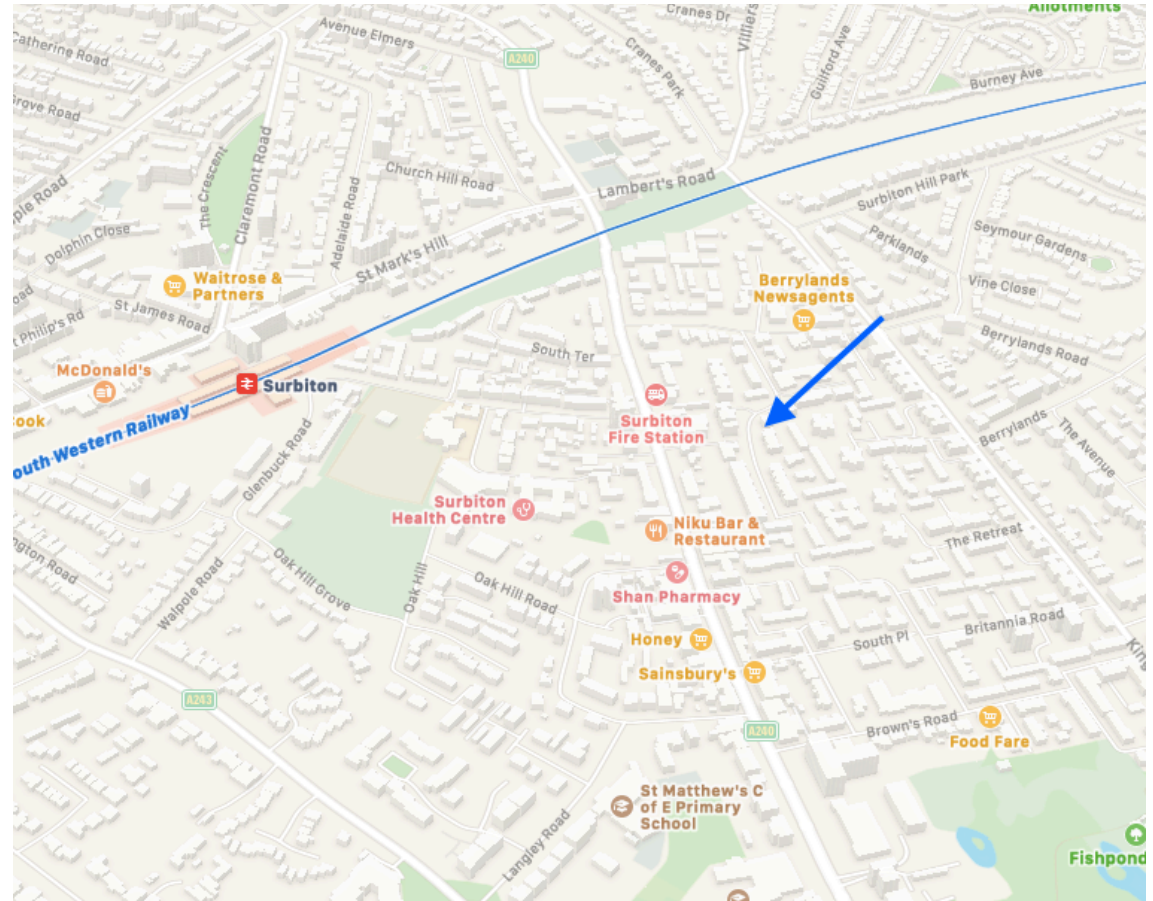 Allotments
Cranes Dr
Villiers
Avenue Elmers
Catherine Road
A240
Cranes Park
Guilford Ave
Burney Ave
Grove Road
The Crescent
Claremont Road
Adelaide Road
Church Hill Road
Lambert's Road
Surbiton Hill Park
ple Road
Dolphin Close
St Mark's Hill
Parklands
Seymour Gardens
Waitrose &
Partners
Berrylands
Newsagents
Vine Close
oad
St James Road
t Philip's Rd
Berrylands Road
South Ter
McDonald's
Surbiton
Surbiton
Fire Station
ook
outh Western Railway
Glenbuck Road
Berrylands
The Avenue
Surbiton
Health Centre
Niku Bar &
Restaurant
The Retreat
ngton Road
Walpole Road
Oak Hill Grove
Oak Hill
Oak Hill Road
Shan Pharmacy
Honey
South Pl
Britannia Road
King
Sainsbury's
A243
A240
Brown's Road
Food Fare
St Matthew's C
of E Primary
School
Langley Road
Fishpond